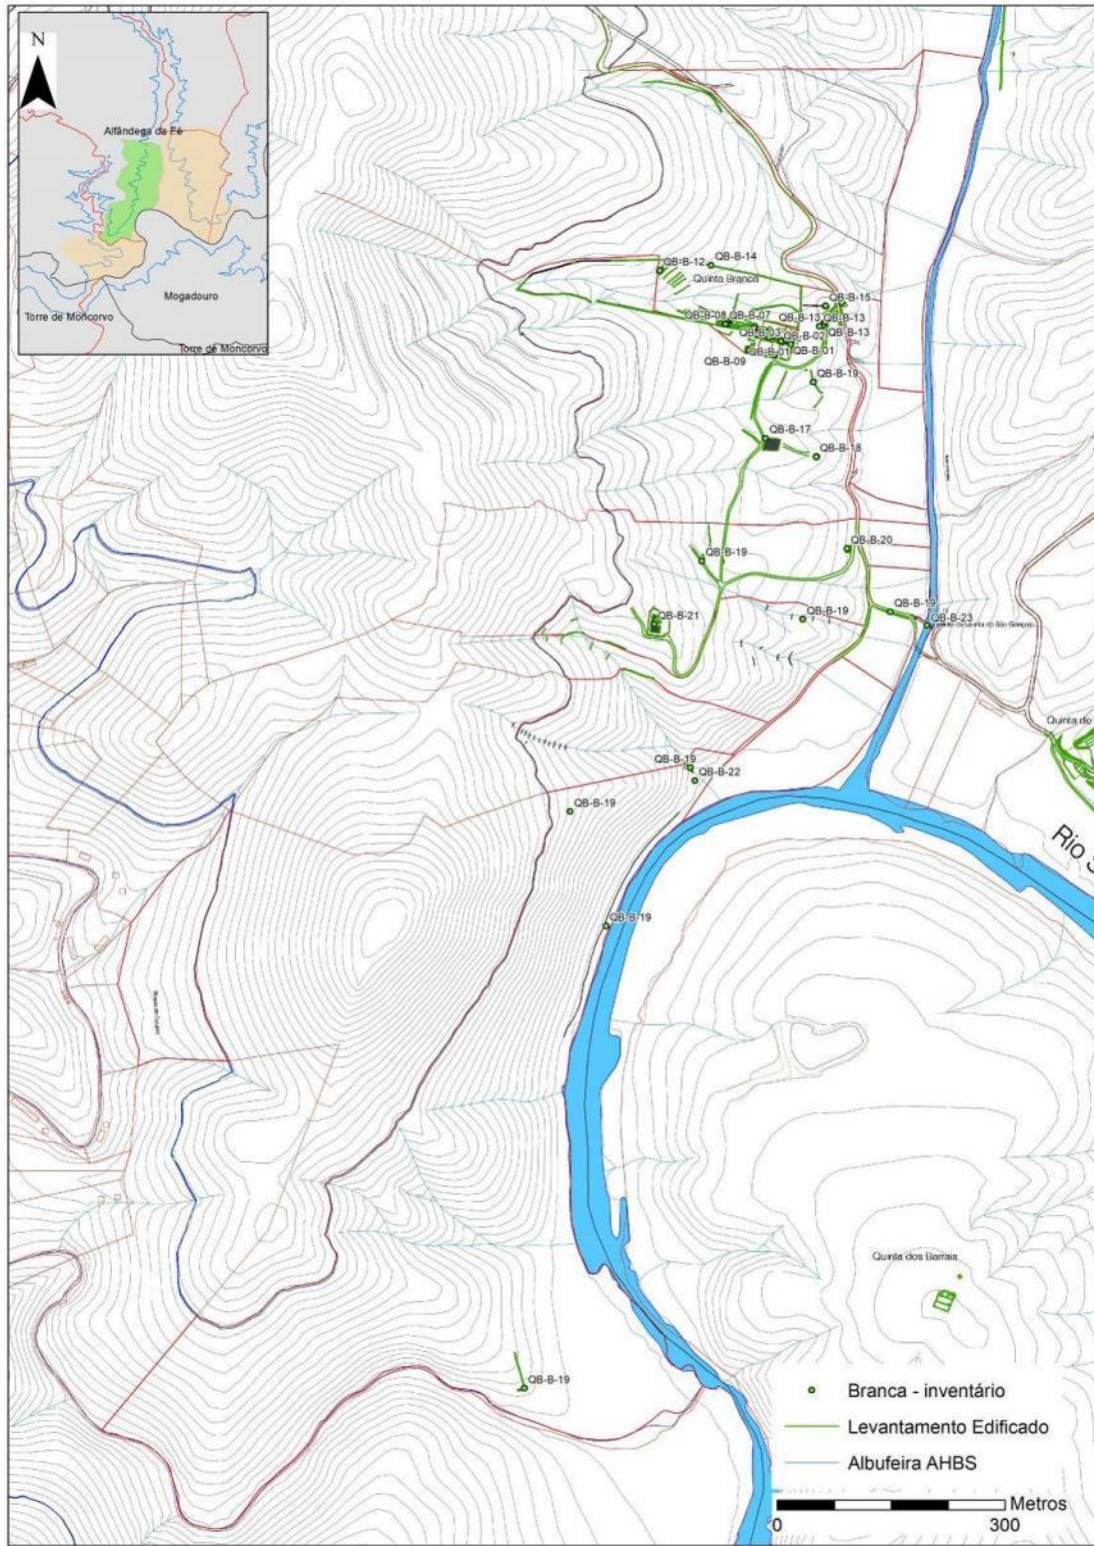 N
Alfândega da Fé
Mogadouro
Torre de Moncorvo
Torre de Moncorvo
QB-B-12
QB-B-14
Quinta Branca
QB-B-15
QB-B-08
QB-B-07
QB-B-13
QB-B-13
QB-B-03
QB-B-02
QB-B-13
QB-B-09
QB-B-01
QB-B-01
QB-B-19
QB-B-17
QB-B-18
QB-B-20
QB-B-19
QB-B-21
QB-B-19
QB-B-19
QB-B-23
Quinta de
QB-B-19
QB-B-22
QB-B-19
Rio S
QB-B-19
Quinta dos Barrais
QB-B-19
Branca - inventário
Levantamento Edificado
Albufeira AHBS
Metros
0 300